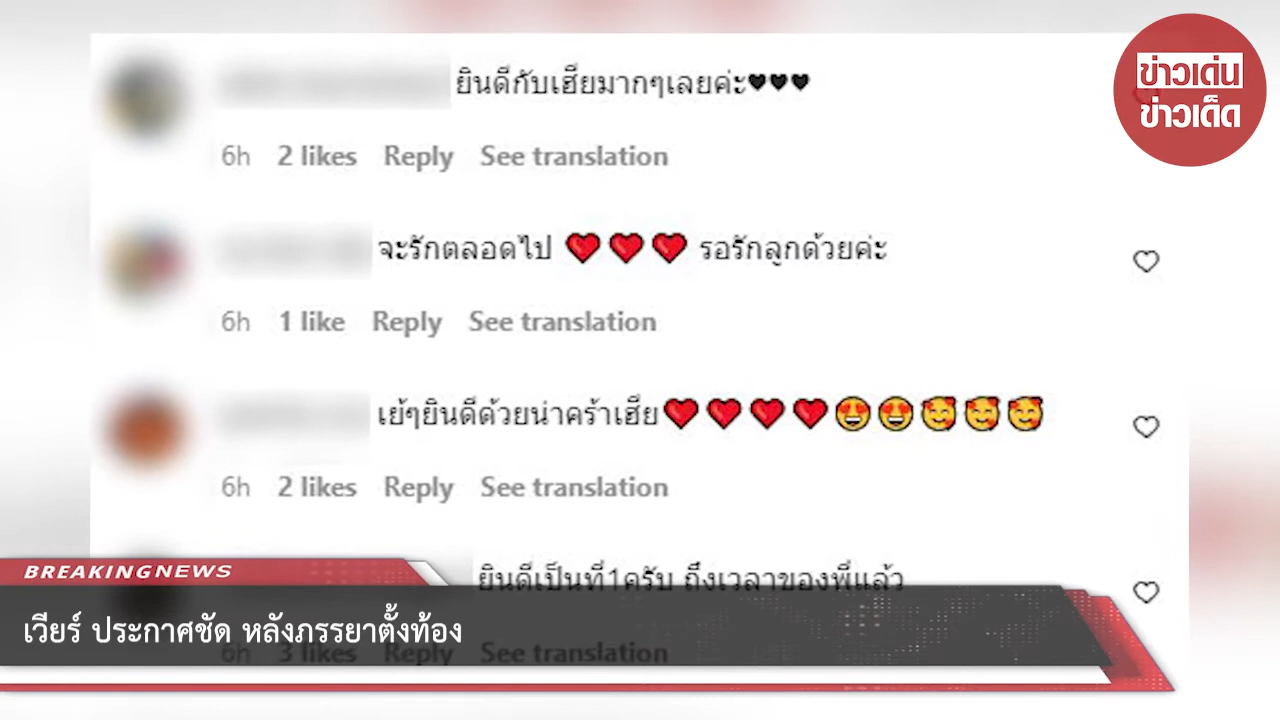 ข่าวเด่น
ข่าวเด็ด
ยินดีกับเฮียมากๆเลยค่ะ♥♥♥
6h 2 likes Reply See translation
จะรักตลอดไป ❤️❤️❤️ รอรักลูกด้วยค่ะ
6h 1 like Reply See translation
เย้ๆยินดีด้วยน่าคร้าเฮีย❤️❤️❤️❤️😍😍🥰🥰🥰
6h 2 likes Reply See translation
ยินดีเป็นที่1ครับ ถึงเวลาของพี่แล้ว
BREAKINGNEWS
เวียร์ ประกาศชัด หลังภรรยาตั้งท้อง
6h 3 likes Reply See translation